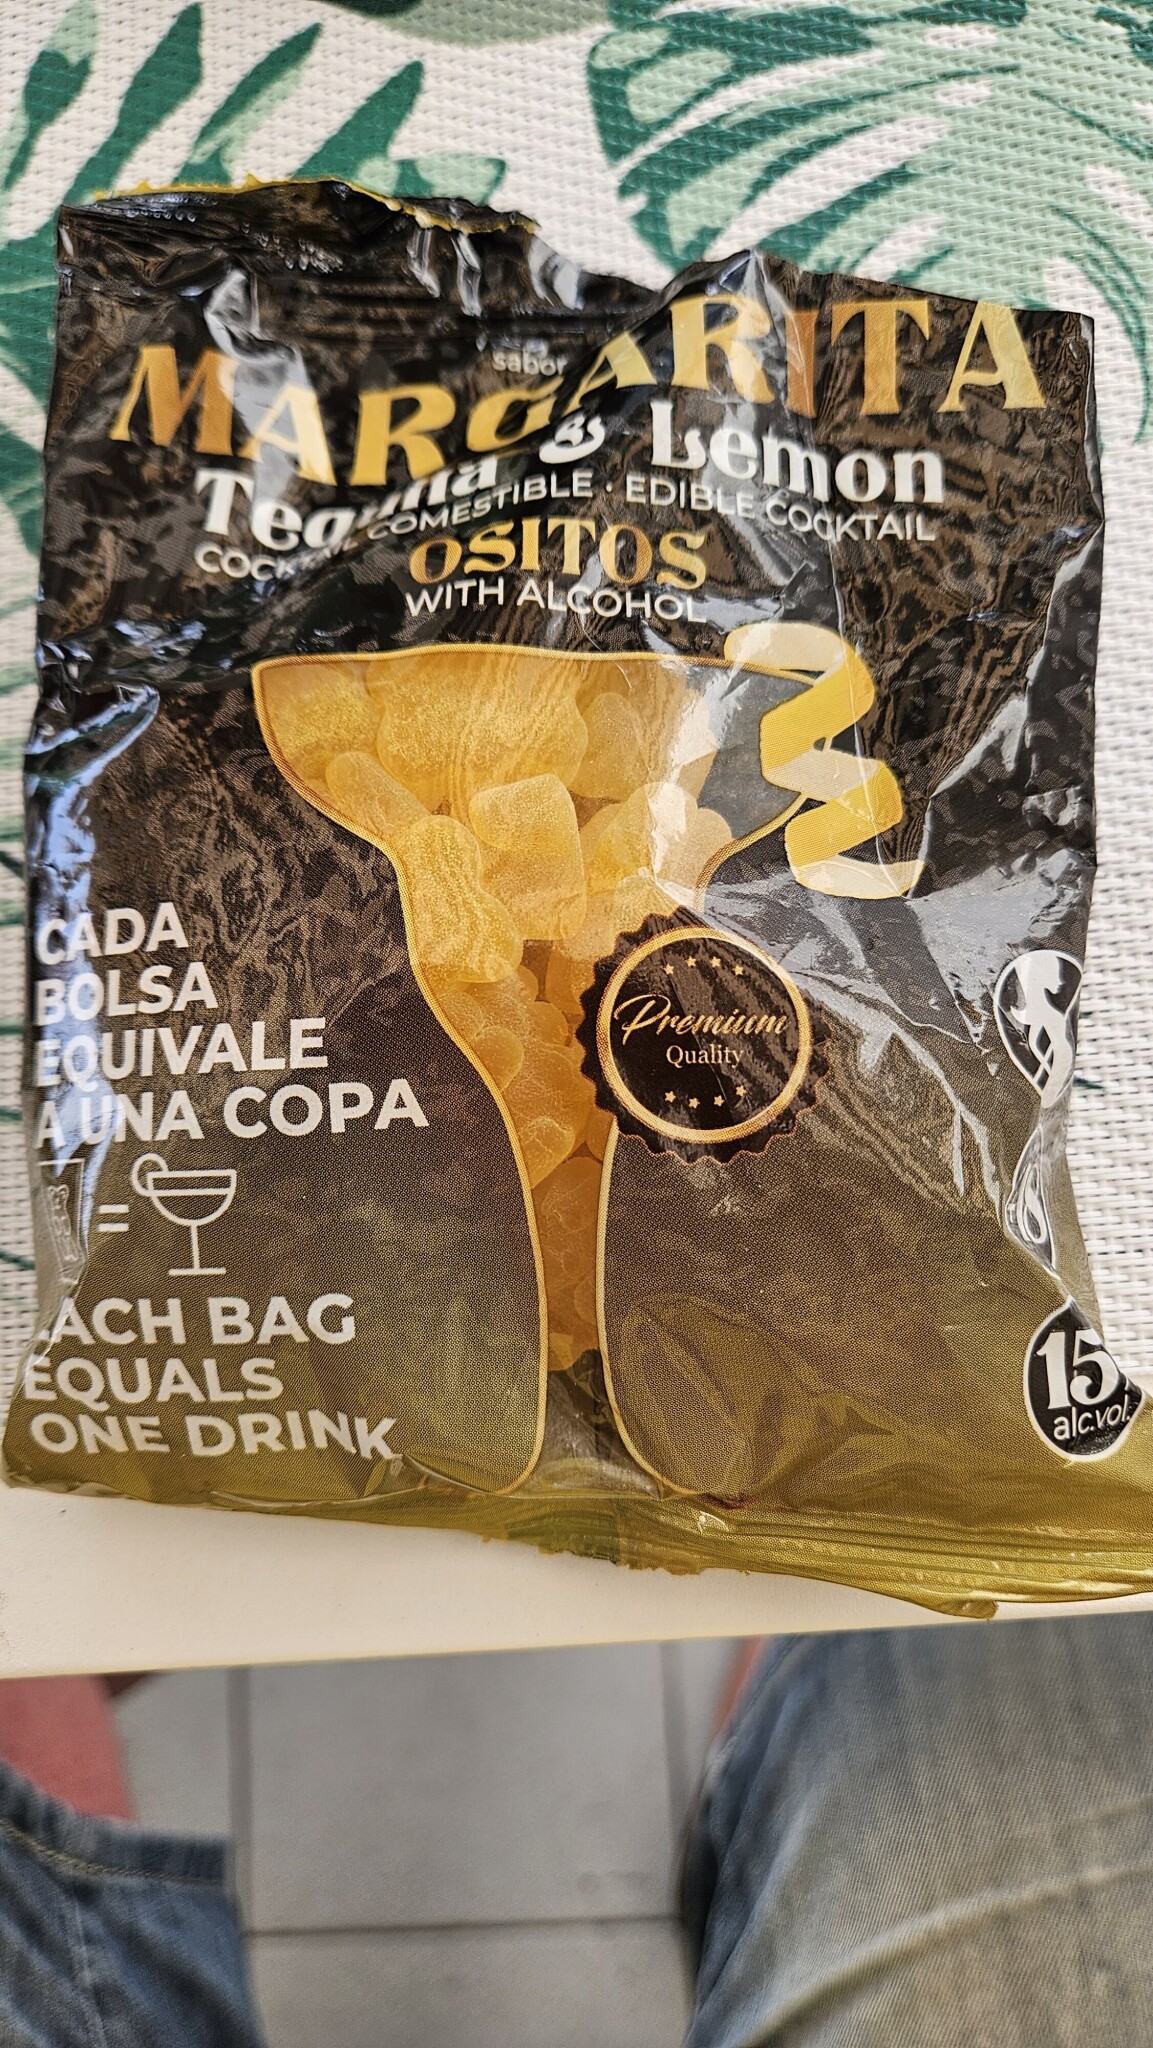 sabor
MARGARITA
Tequila & Lemon
COCKTAIL COMESTIBLE · EDIBLE COCKTAIL
OSITOS
WITH ALCOHOL
CADA
BOLSA
EQUIVALE
A UNA COPA
=
ACH BAG
EQUALS
ONE DRINK
Premium
Quality
15
alc.vol.